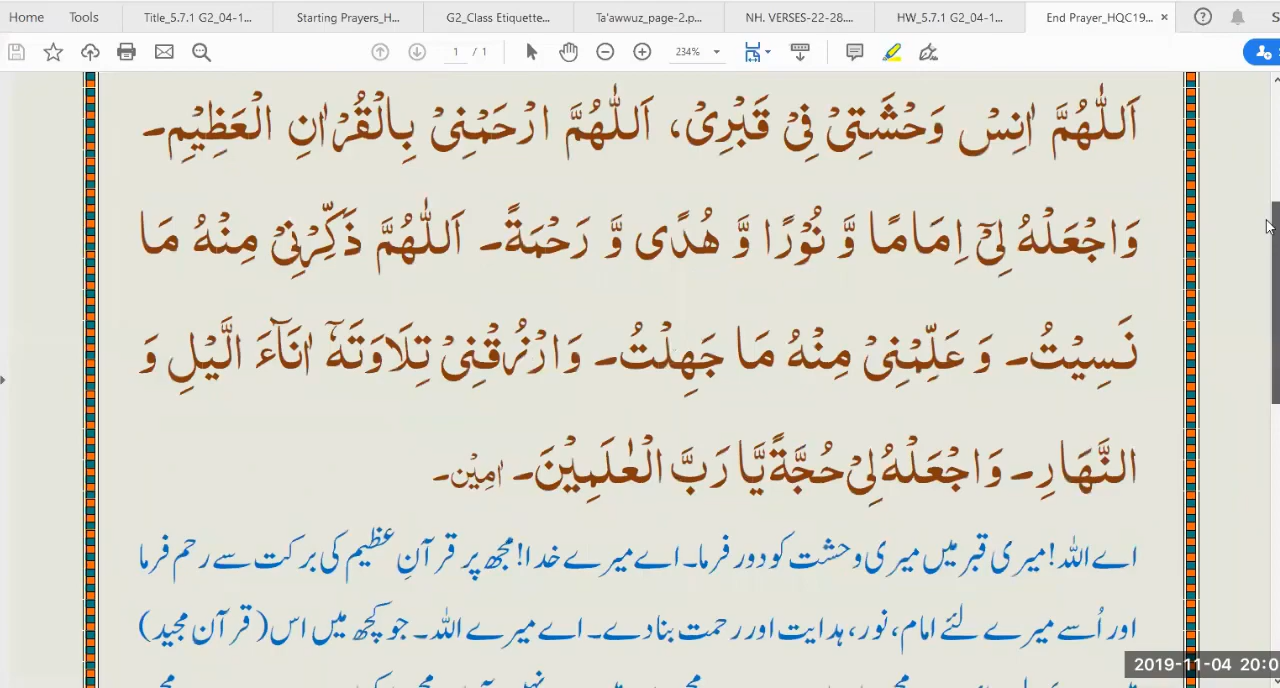 Home Tools Title_5.7.1 G2_04-1... Starting Prayers_H... G2_Class Etiquette... Ta'awwuz_page-2.p... NH. VERSES-22-28.... HW_5.7.1 G2_04-1... End Prayer_HQC19...
1 / 1 234%
اَللّٰهُمَّ اٰنِسْ وَحْشَتِیْ فِیْ قَبْرِیْ، اَللّٰهُمَّ ارْحَمْنِیْ بِالْقُرْاٰنِ الْعَظِیْمِ۔
وَاجْعَلْهُ لِیْٓ اِمَامًا وَّ نُوْرًا وَّ هُدًی وَّ رَحْمَةً۔ اَللّٰهُمَّ ذَكِّرْنِیْ مِنْهُ مَا
نَسِیْتُ۔ وَ عَلِّمْنِیْ مِنْهُ مَا جَهِلْتُ۔ وَارْزُقْنِیْ تِلَاوَتَهٗٓ اٰنَآءَ الَّیْلِ وَ
النَّهَارِ۔ وَاجْعَلْهُ لِیْ حُجَّةً یَّا رَبَّ الْعٰلَمِیْنَ۔ اٰمِیْن۔
اے اللہ! میری قبر میں میری وحشت کو دور فرما۔ اے میرے خدا! مجھ پر قرآنِ عظیم کی برکت سے رحم فرما
اور اُسے میرے لئے امام، نور، ہدایت اور رحمت بنا دے۔ اے میرے اللہ۔ جو کچھ میں اس (قرآن مجید)
2019-11-04 20:0